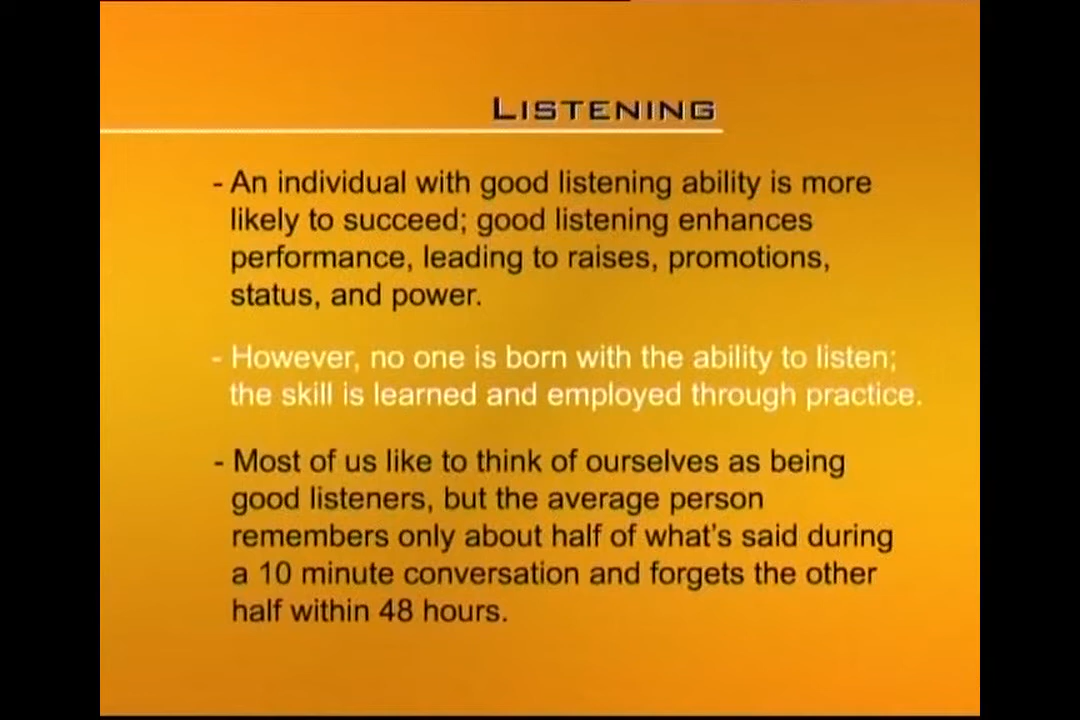 LISTENING
- An individual with good listening ability is more
likely to succeed; good listening enhances
performance, leading to raises, promotions,
status, and power.
- However, no one is born with the ability to listen;
the skill is learned and employed through practice.
- Most of us like to think of ourselves as being
good listeners, but the average person
remembers only about half of what's said during
a 10 minute conversation and forgets the other
half within 48 hours.